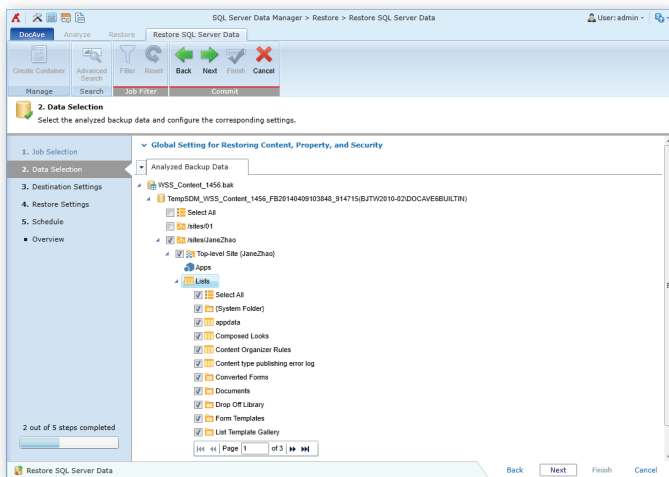 SQL Server Data Manager > Restore > Restore SQL Server Data
User: admin
DocAve Analyze Restore Restore SQL Server Data
Create Container Advanced Search Filter Reset Back Next Finish Cancel
Manage Search Job Filter Commit
2. Data Selection
Select the analyzed backup data and configure the corresponding settings.
1. Job Selection
2. Data Selection
3. Destination Settings
4. Restore Settings
5. Schedule
Overview
2 out of 5 steps completed
Global Setting for Restoring Content, Property, and Security
Analyzed Backup Data
WSS_Content_1456.bak
TempSDM_WSS_Content_1456_FB20140409103848_914715(BJTW2010-02\DOCAVE6BUILTIN)
Select All
/sites/01
/sites/JaneZhao
Top-level Site {JaneZhao}
Apps
Lists
Select All
{System Folder}
appdata
Composed Looks
Content Organizer Rules
Content type publishing error log
Converted Forms
Documents
Drop Off Library
Form Templates
List Template Gallery
Page 1 of 3
Restore SQL Server Data
Back Next Finish Cancel